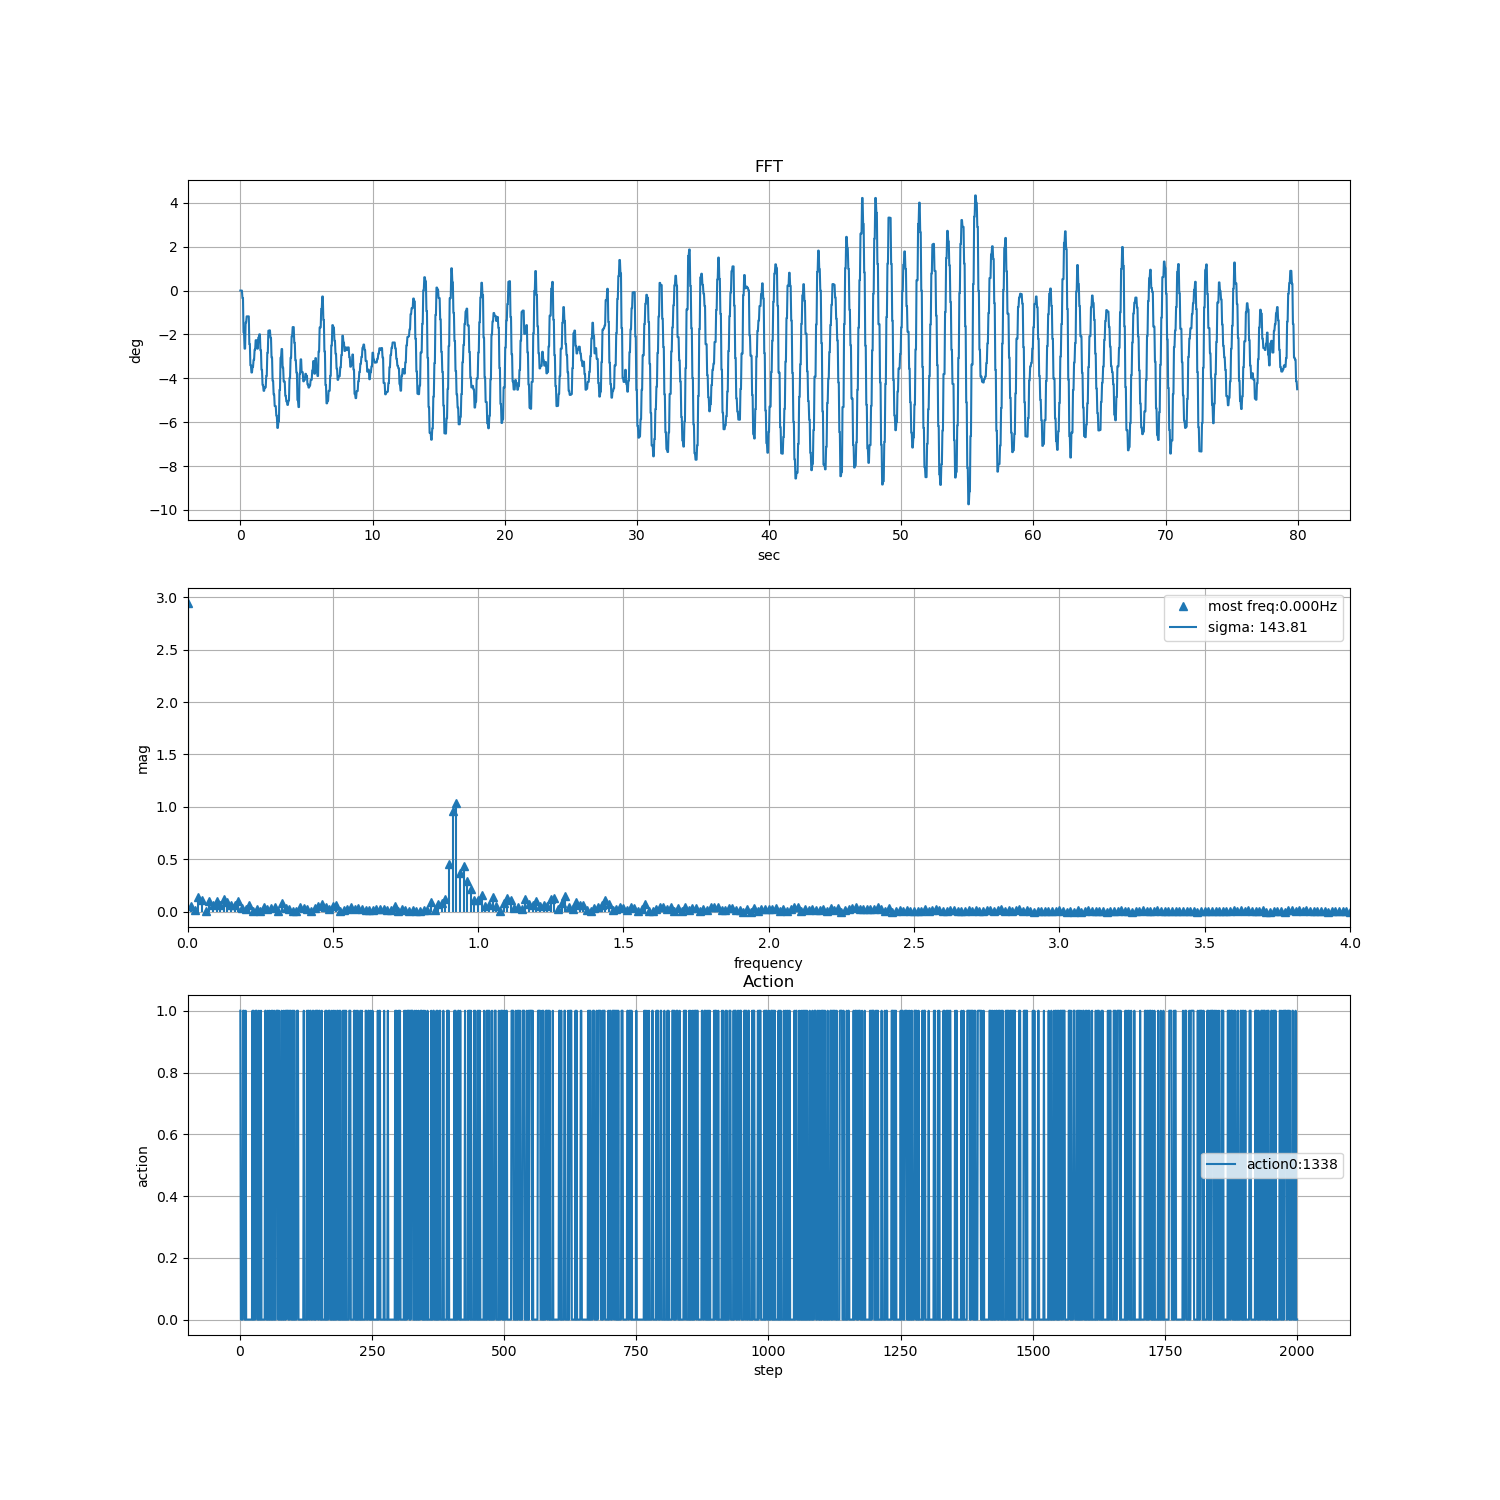 FFT
4
2
0
−2
−4
−6
−8
−10
deg
0 10 20 30 40 50 60 70 80
sec
3.0
2.5
2.0
1.5
1.0
0.5
0.0
mag
most freq:0.000Hz
sigma: 143.81
0.0 0.5 1.0 1.5 2.0 2.5 3.0 3.5 4.0
frequency
Action
1.0
0.8
0.6
0.4
0.2
0.0
action
action0:1338
0 250 500 750 1000 1250 1500 1750 2000
step